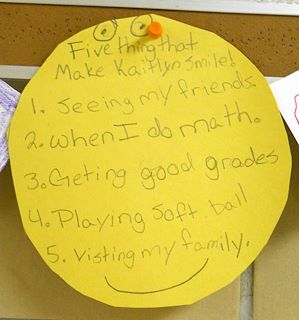 Five thing that
Make Kaitlyn Smile!
1. Seeing my friends.
2. When I do math.
3. Geting good grades
4. Playing Soft ball
5. Visting my family.